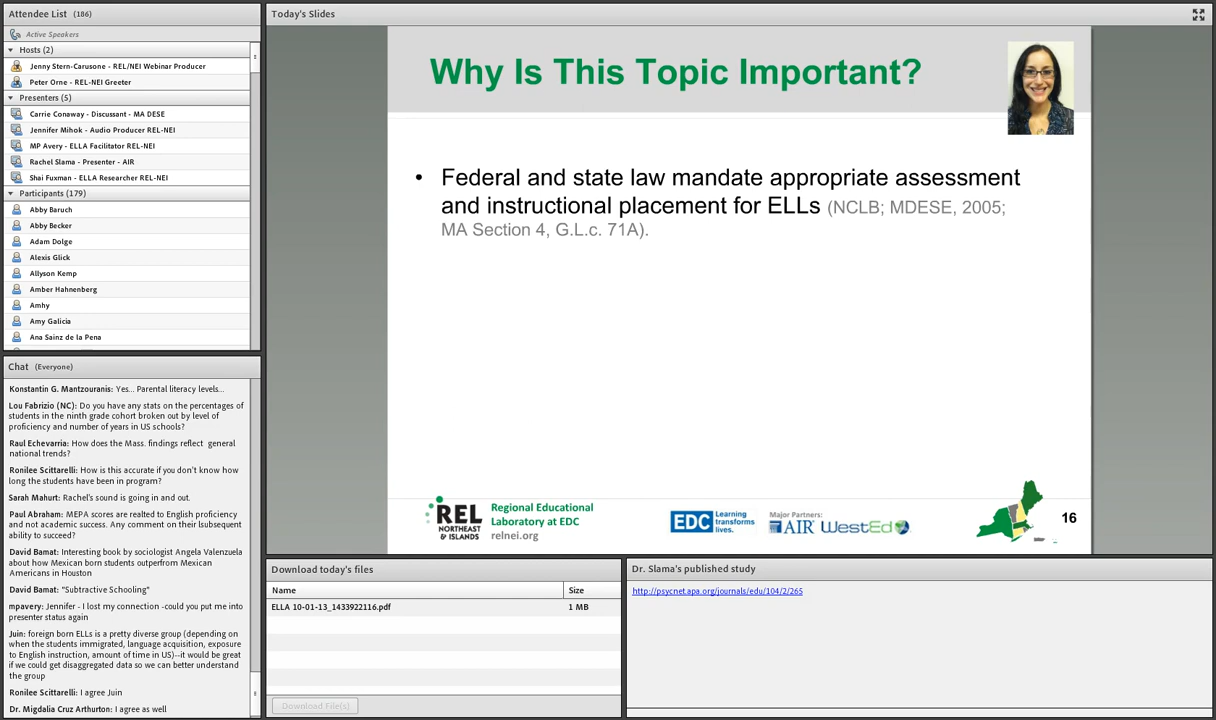 Attendee List (186)
Active Speakers
Hosts (2)
Jenny Stern-Carusone - REL/NEI Webinar Producer
Peter Orne - REL-NEI Greeter
Presenters (5)
Carrie Conaway - Discussant - MA DESE
Jennifer Mihok - Audio Producer REL-NEI
MP Avery - ELLA Facilitator REL-NEI
Rachel Slama - Presenter - AIR
Shai Fuxman - ELLA Researcher REL-NEI
Participants (179)
Abby Baruch
Abby Becker
Adam Dolge
Alexis Glick
Allyson Kemp
Amber Hahnenberg
Amhy
Amy Galicia
Ana Sainz de la Pena
Chat (Everyone)
Konstantin G. Mantzouranis: Yes... Parental literacy levels...
Lou Fabrizio (NC): Do you have any stats on the percentages of
students in the ninth grade cohort broken out by level of
proficiency and number of years in US schools?
Raul Echevarria: How does the Mass. findings reflect general
national trends?
Ronilee Scittarelli: How is this accurate if you don't know how
long the students have been in program?
Sarah Mahurt: Rachel's sound is going in and out.
Paul Abraham: MEPA scores are realted to English proficiency
and not academic success. Any comment on their lsubsequent
ability to succeed?
David Bamat: Interesting book by sociologist Angela Valenzuela
about how Mexican born students outperfrom Mexican
Americans in Houston
David Bamat: "Subtractive Schooling"
mpavery: Jennifer - I lost my connection -could you put me into
presenter status again
Juin: foreign born ELLs is a pretty diverse group (depending on
when the students immigrated, language acquisition, exposure
to English instruction, amount of time in US)--it would be great
if we could get disaggregated data so we can better understand
the group
Ronilee Scittarelli: I agree Juin
Dr. Migdalia Cruz Arthurton: I agree as well
Today's Slides
Why Is This Topic Important?
• Federal and state law mandate appropriate assessment
and instructional placement for ELLs (NCLB; MDESE, 2005;
MA Section 4, G.L.c. 71A).
REL
NORTHEAST
& ISLANDS
Regional Educational
Laboratory at EDC
relnei.org
EDC Learning
transforms
lives.
Major Partners:
AIR WestEd
16
Download today's files
Name Size
ELLA 10-01-13_1433922116.pdf 1 MB
Download File(s)
Dr. Slama's published study
http://psycnet.apa.org/journals/edu/104/2/265